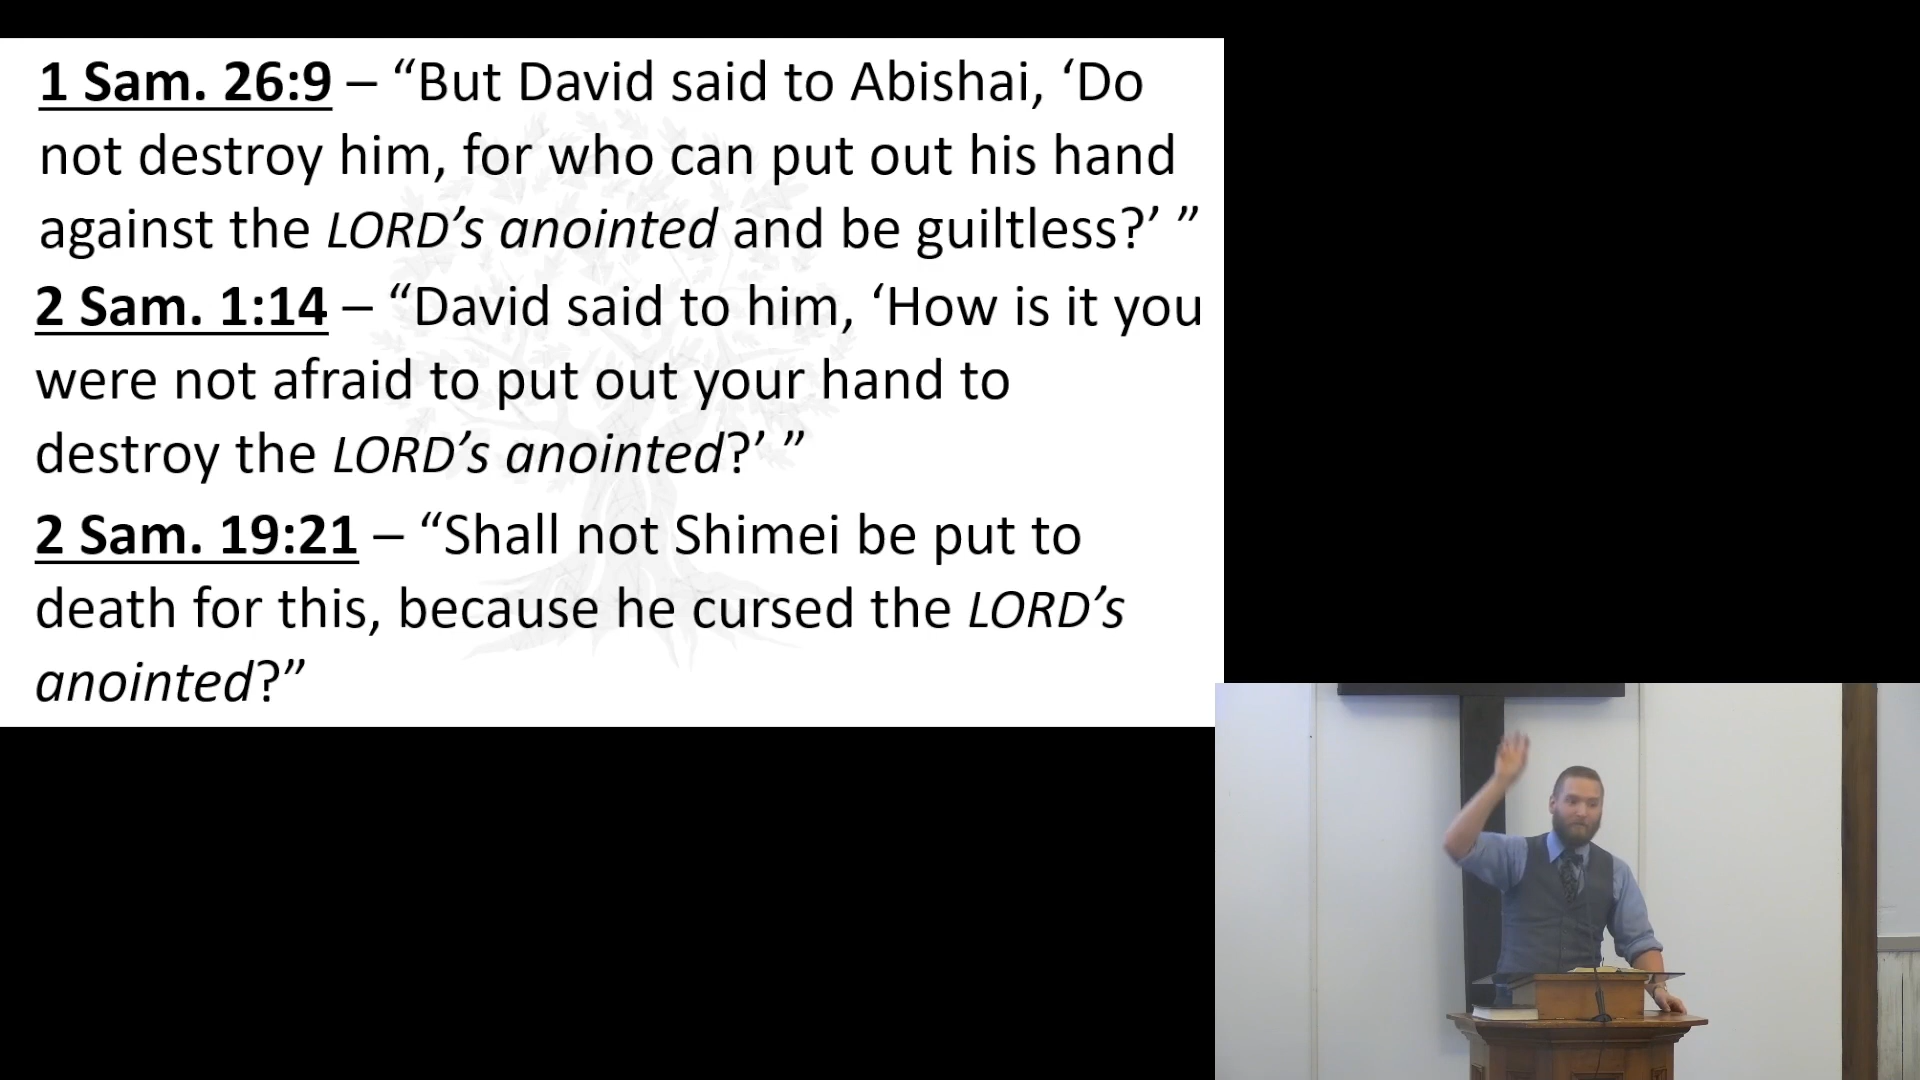 1 Sam. 26:9 – “But David said to Abishai, ‘Do
not destroy him, for who can put out his hand
against the LORD’s anointed and be guiltless?’ ”
2 Sam. 1:14 – “David said to him, ‘How is it you
were not afraid to put out your hand to
destroy the LORD’s anointed?’ ”
2 Sam. 19:21 – “Shall not Shimei be put to
death for this, because he cursed the LORD’s
anointed?”